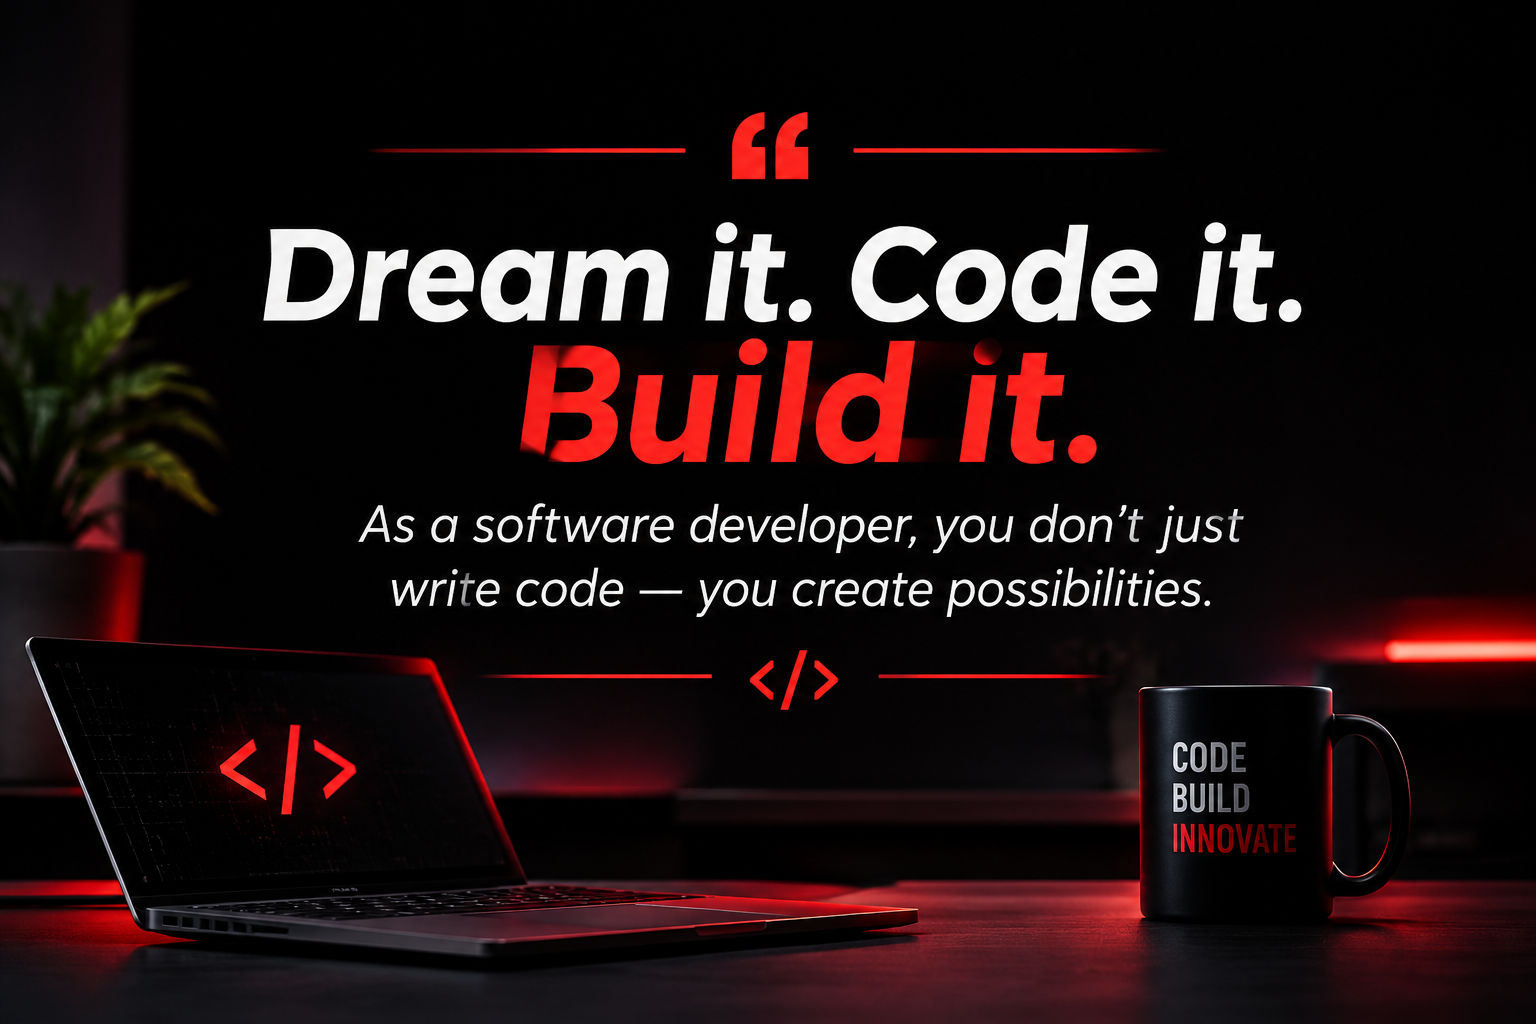 “
Dream it. Code it.
Build it.
As a software developer, you don’t just
write code — you create possibilities.
</>
</>
CODE
BUILD
INNOVATE